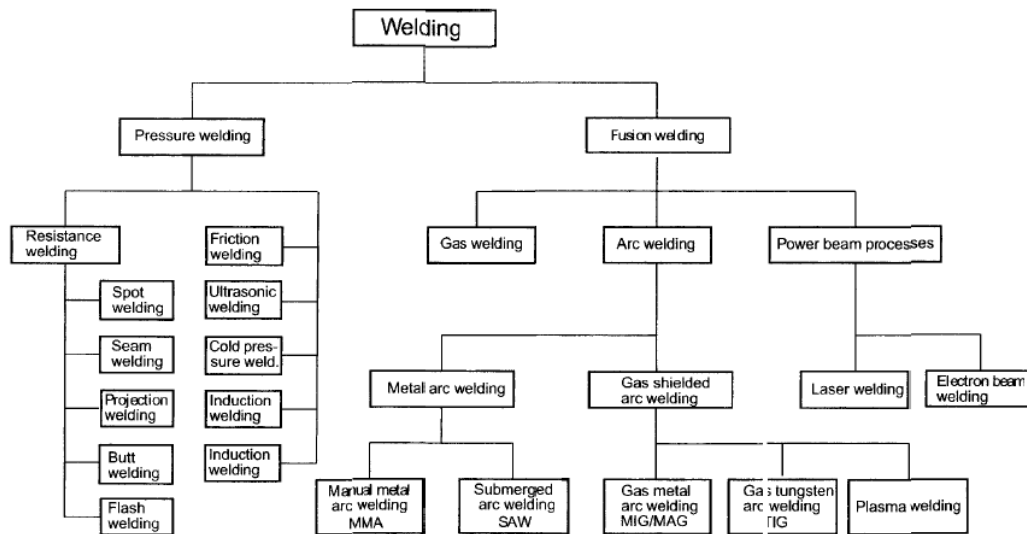 Welding
Pressure welding
Fusion welding
Resistance
welding
Friction
welding
Gas welding
Arc welding
Power beam processes
Spot
welding
Ultrasonic
welding
Seam
welding
Cold pres-
sure weld.
Metal arc welding
Gas shielded
arc welding
Laser welding
Electron beam
welding
Projection
welding
Induction
welding
Butt
welding
Induction
welding
Flash
welding
Manual metal
arc welding
MMA
Submerged
arc welding
SAW
Gas metal
arc welding
MIG/MAG
Gas tungsten
arc welding
TIG
Plasma welding